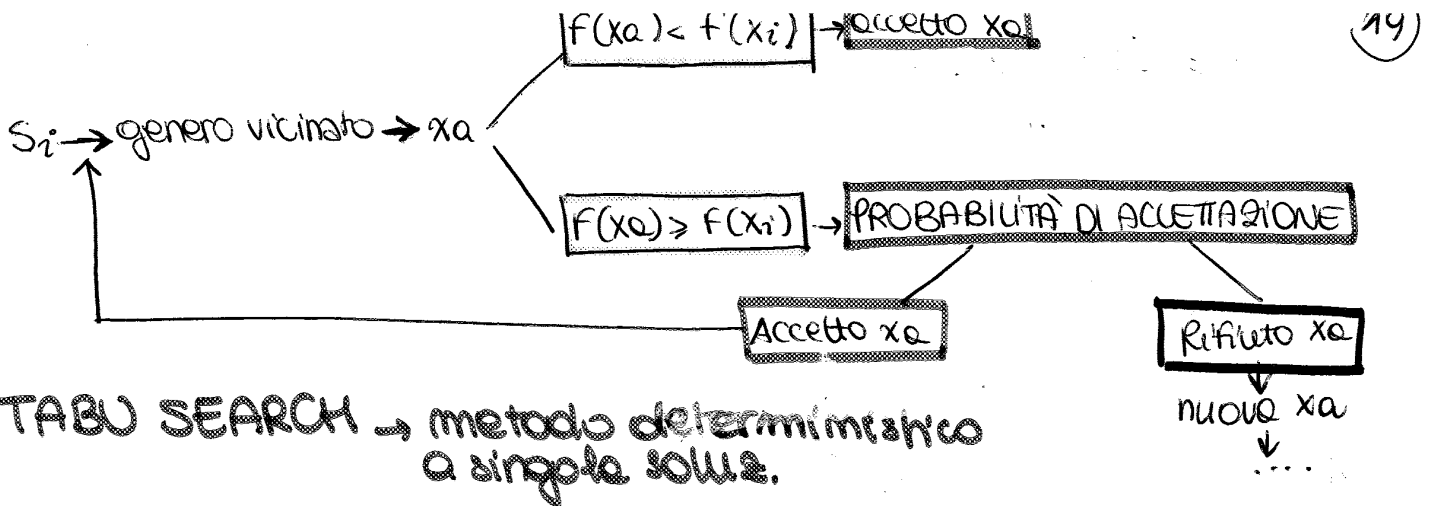 f(xa) < f(xi) → accetto xa
19
Si → genero vicinato → xa
f(xa) ⩾ f(xi) → PROBABILITÀ DI ACCETTAZIONE
Accetto xa
Rifiuto xa
nuova xa
....
TABU SEARCH → metodo deterministico
a singola soluz.